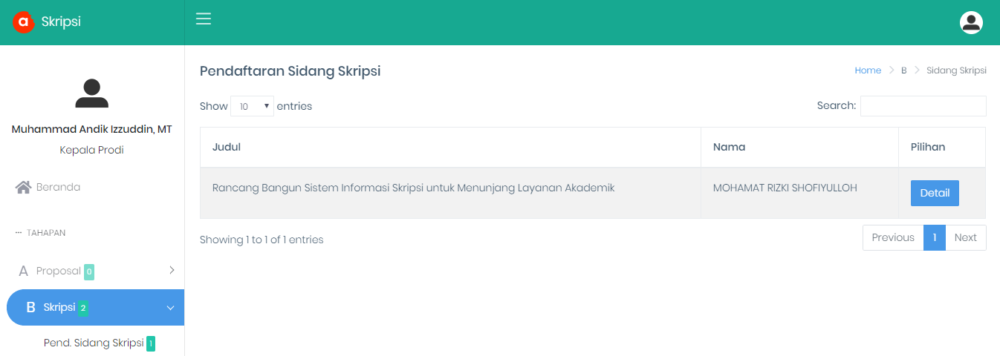 a Skripsi
Muhammad Andik Izzuddin, MT
Kepala Prodi
Beranda
TAHAPAN
A Proposal 0
B Skripsi 2
Pend. Sidang Skripsi 1
Pendaftaran Sidang Skripsi
Home > B > Sidang Skripsi
Show 10 entries
Search:
Judul Nama Pilihan
Rancang Bangun Sistem Informasi Skripsi untuk Menunjang Layanan Akademik MOHAMAT RIZKI SHOFIYULLOH Detail
Showing 1 to 1 of 1 entries
Previous 1 Next